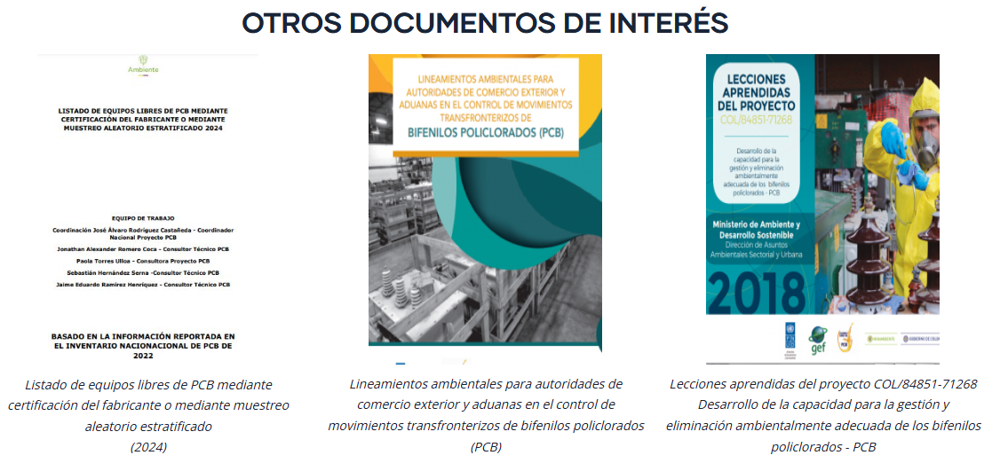 OTROS DOCUMENTOS DE INTERÉS
Ambiente
LISTADO DE EQUIPOS LIBRES DE PCB MEDIANTE
CERTIFICACIÓN DEL FABRICANTE O MEDIANTE
MUESTREO ALEATORIO ESTRATIFICADO 2024
EQUIPO DE TRABAJO
Coordinación José Álvaro Rodríguez Castañeda - Coordinador
Nacional Proyecto PCB
Jonathan Alexander Romero Coca - Consultor Técnico PCB
Paola Torres Ulloa - Consultora Proyecto PCB
Sebastián Hernández Serna -Consultor Técnico PCB
Jaime Eduardo Ramírez Henríquez - Consultor Técnico PCB
BASADO EN LA INFORMACIÓN REPORTADA EN
EL INVENTARIO NACIONACIONAL DE PCB DE
2022
Listado de equipos libres de PCB mediante
certificación del fabricante o mediante muestreo
aleatorio estratificado
(2024)
LINEAMIENTOS AMBIENTALES PARA
AUTORIDADES DE COMERCIO EXTERIOR Y
ADUANAS EN EL CONTROL DE MOVIMIENTOS
TRANSFRONTERIZOS DE
BIFENILOS POLICLORADOS (PCB)
Lineamientos ambientales para autoridades de
comercio exterior y aduanas en el control de
movimientos transfronterizos de bifenilos policlorados
(PCB)
LECCIONES
APRENDIDAS
DEL PROYECTO
COL/84851-71268
Desarrollo de la
capacidad para la
gestión y eliminación
ambientalmente
adecuada de los bifenilos
policlorados - PCB
Ministerio de Ambiente y
Desarrollo Sostenible
Dirección de Asuntos
Ambientales Sectorial y Urbana
2018
gef
PCB
MINAMBIENTE
GOBIERNO DE COLO
Lecciones aprendidas del proyecto COL/84851-71268
Desarrollo de la capacidad para la gestión y
eliminación ambientalmente adecuada de los bifenilos
policlorados - PCB